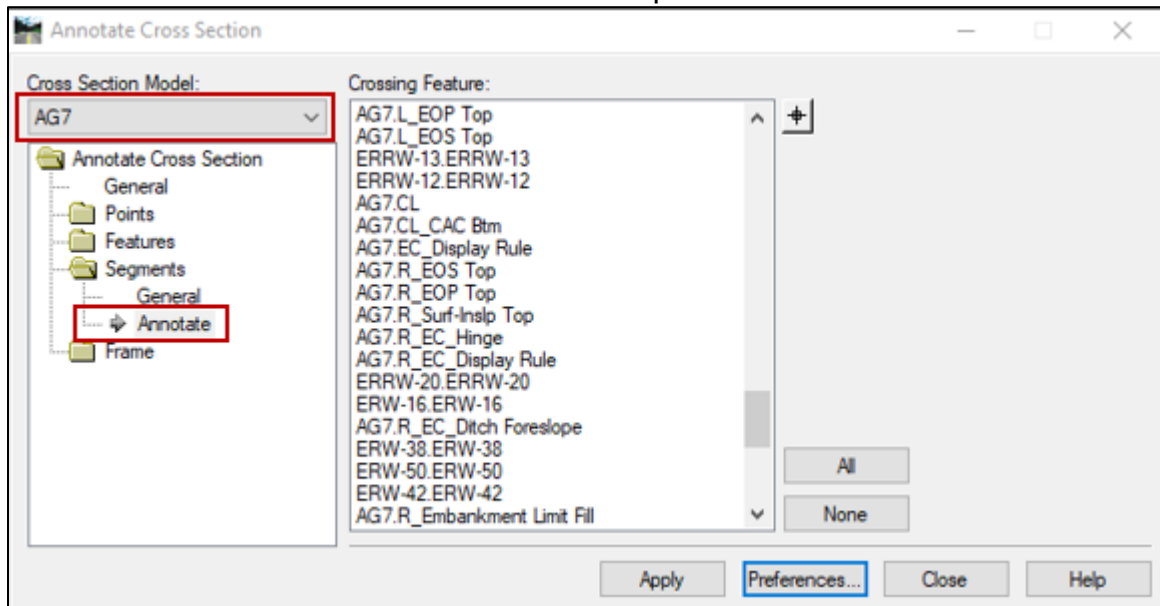 Annotate Cross Section
Cross Section Model:
AG7
Annotate Cross Section
General
Points
Features
Segments
General
Annotate
Frame
Crossing Feature:
AG7.L_EOP Top
AG7.L_EOS Top
ERRW-13.ERRW-13
ERRW-12.ERRW-12
AG7.CL
AG7.CL_CAC Btm
AG7.EC_Display Rule
AG7.R_EOS Top
AG7.R_EOP Top
AG7.R_Surf-Inslp Top
AG7.R_EC_Hinge
AG7.R_EC_Display Rule
ERRW-20.ERRW-20
ERW-16.ERW-16
AG7.R_EC_Ditch Foreslope
ERW-38.ERW-38
ERW-50.ERW-50
ERW-42.ERW-42
AG7.R_Embankment Limit Fill
All
None
Apply
Preferences...
Close
Help